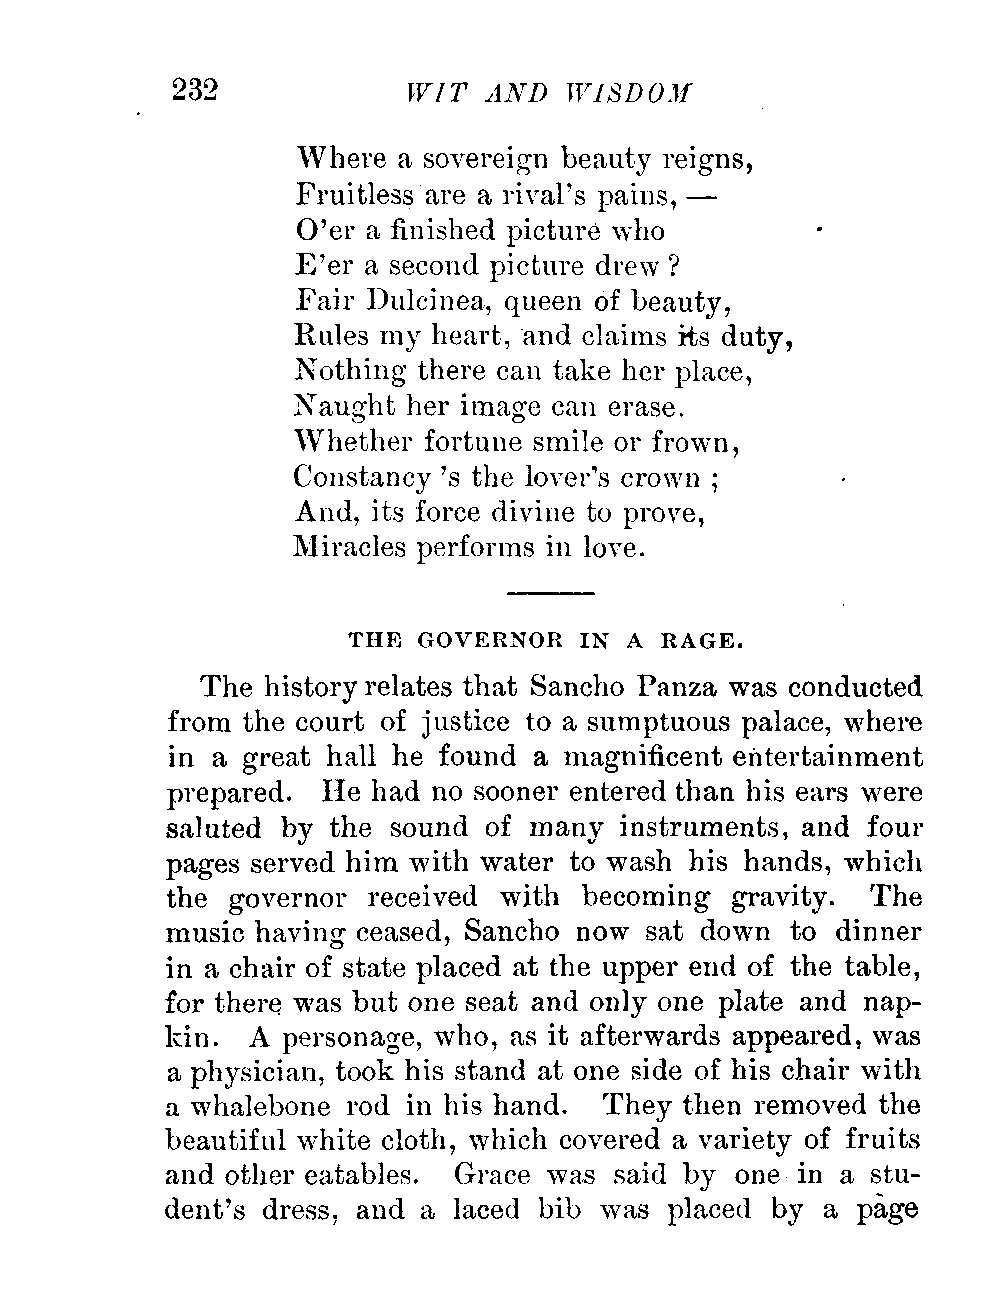 232 WIT AND WISDOM
Where a sovereign beauty reigns,
Fruitless are a rival's pains, —
O'er a finished picture who
E'er a second picture drew ?
Fair Dulcinea, queen of beauty,
Rules my heart, and claims its duty,
Nothing there can take her place,
Naught her image can erase.
Whether fortune smile or frown,
Constancy 's the lover's crown ;
And, its force divine to prove,
Miracles performs in love.
THE GOVERNOR IN A RAGE.
The history relates that Sancho Panza was conducted
from the court of justice to a sumptuous palace, where
in a great hall he found a magnificent entertainment
prepared. He had no sooner entered than his ears were
saluted by the sound of many instruments, and four
pages served him with water to wash his hands, which
the governor received with becoming gravity. The
music having ceased, Sancho now sat down to dinner
in a chair of state placed at the upper end of the table,
for there was but one seat and only one plate and nap-
kin. A personage, who, as it afterwards appeared, was
a physician, took his stand at one side of his chair with
a whalebone rod in his hand. They then removed the
beautiful white cloth, which covered a variety of fruits
and other eatables. Grace was said by one in a stu-
dent's dress, and a laced bib was placed by a page